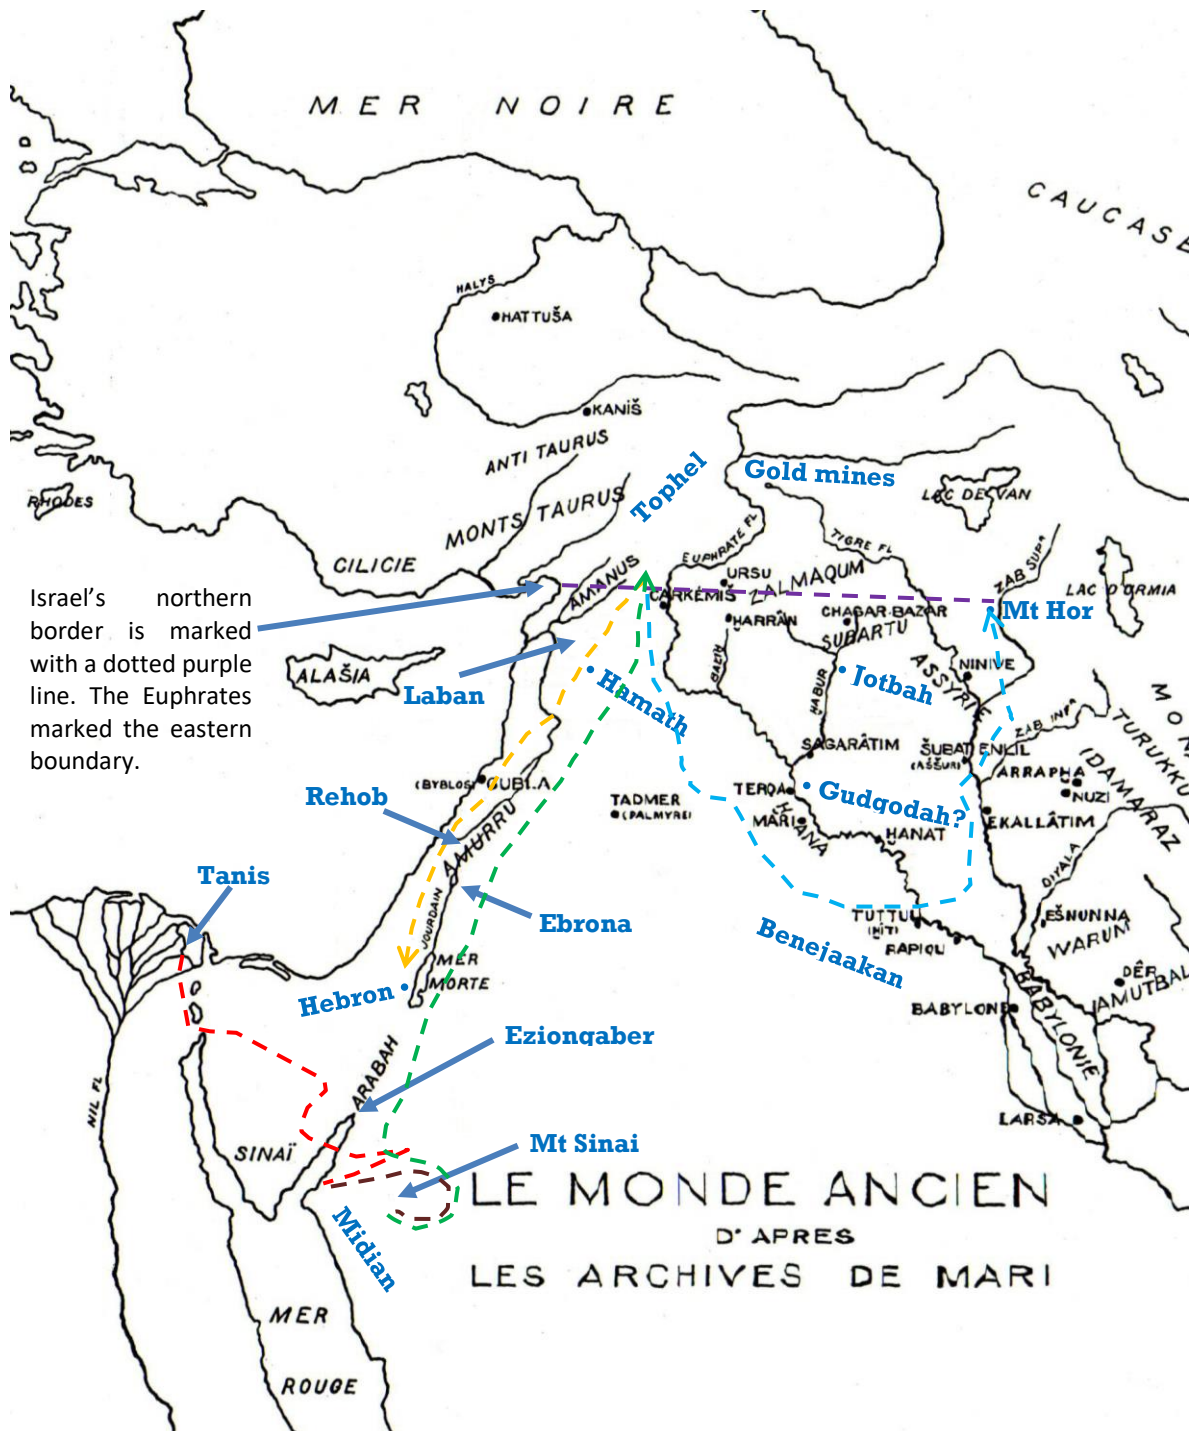 MER NOIRE
CAUCASE
HALYS
HATTUŠA
KANIŠ
ANTI TAURUS
Tophel
Gold mines
LAC DE VAN
RHODES
MONTS TAURUS
CILICIE
EUPHRATE FL
TIGRE FL
ZAB SUPR
LAC D'ORMIA
AMANUS
URSU
ZALMAQUM
CARKÉMIŠ
HARRÂN
CHAGAR-BAZAR
SUBARTU
Mt Hor
Israel's northern
border is marked
with a dotted purple
line. The Euphrates
marked the eastern
boundary.
ALAŠIA
Laban
Hamath
BALIH
HABUR
Jotbah
ASSYRIE
NINIVE
SAGARÂTIM
ŠUBAT ENLIL
(AŠŠUR)
ZAB INFR
TURUKKU
(BYBLOS)
GUBLA
Rehob
AMURRU
TADMER
(PALMYRE)
TERQA
Gudgodah?
MARI
HANA
HANAT
ARRAPHA
NUZI
IDAMARAZ
EKALLÂTIM
DIYALA
Tanis
JOURDAIN
Ebrona
TUTTUL
(HIT)
RAPIQU
Benejaakan
EŠNUNNA
WARUM
DÊR
IAMUTBAL
MER
MORTE
Hebron
BABYLONE
BABYLONIE
Eziongaber
ARABAH
NIL FL
LARSA
SINAÏ
Mt Sinai
Midian
LE MONDE ANCIEN
D'APRES
LES ARCHIVES DE MARI
MER
ROUGE